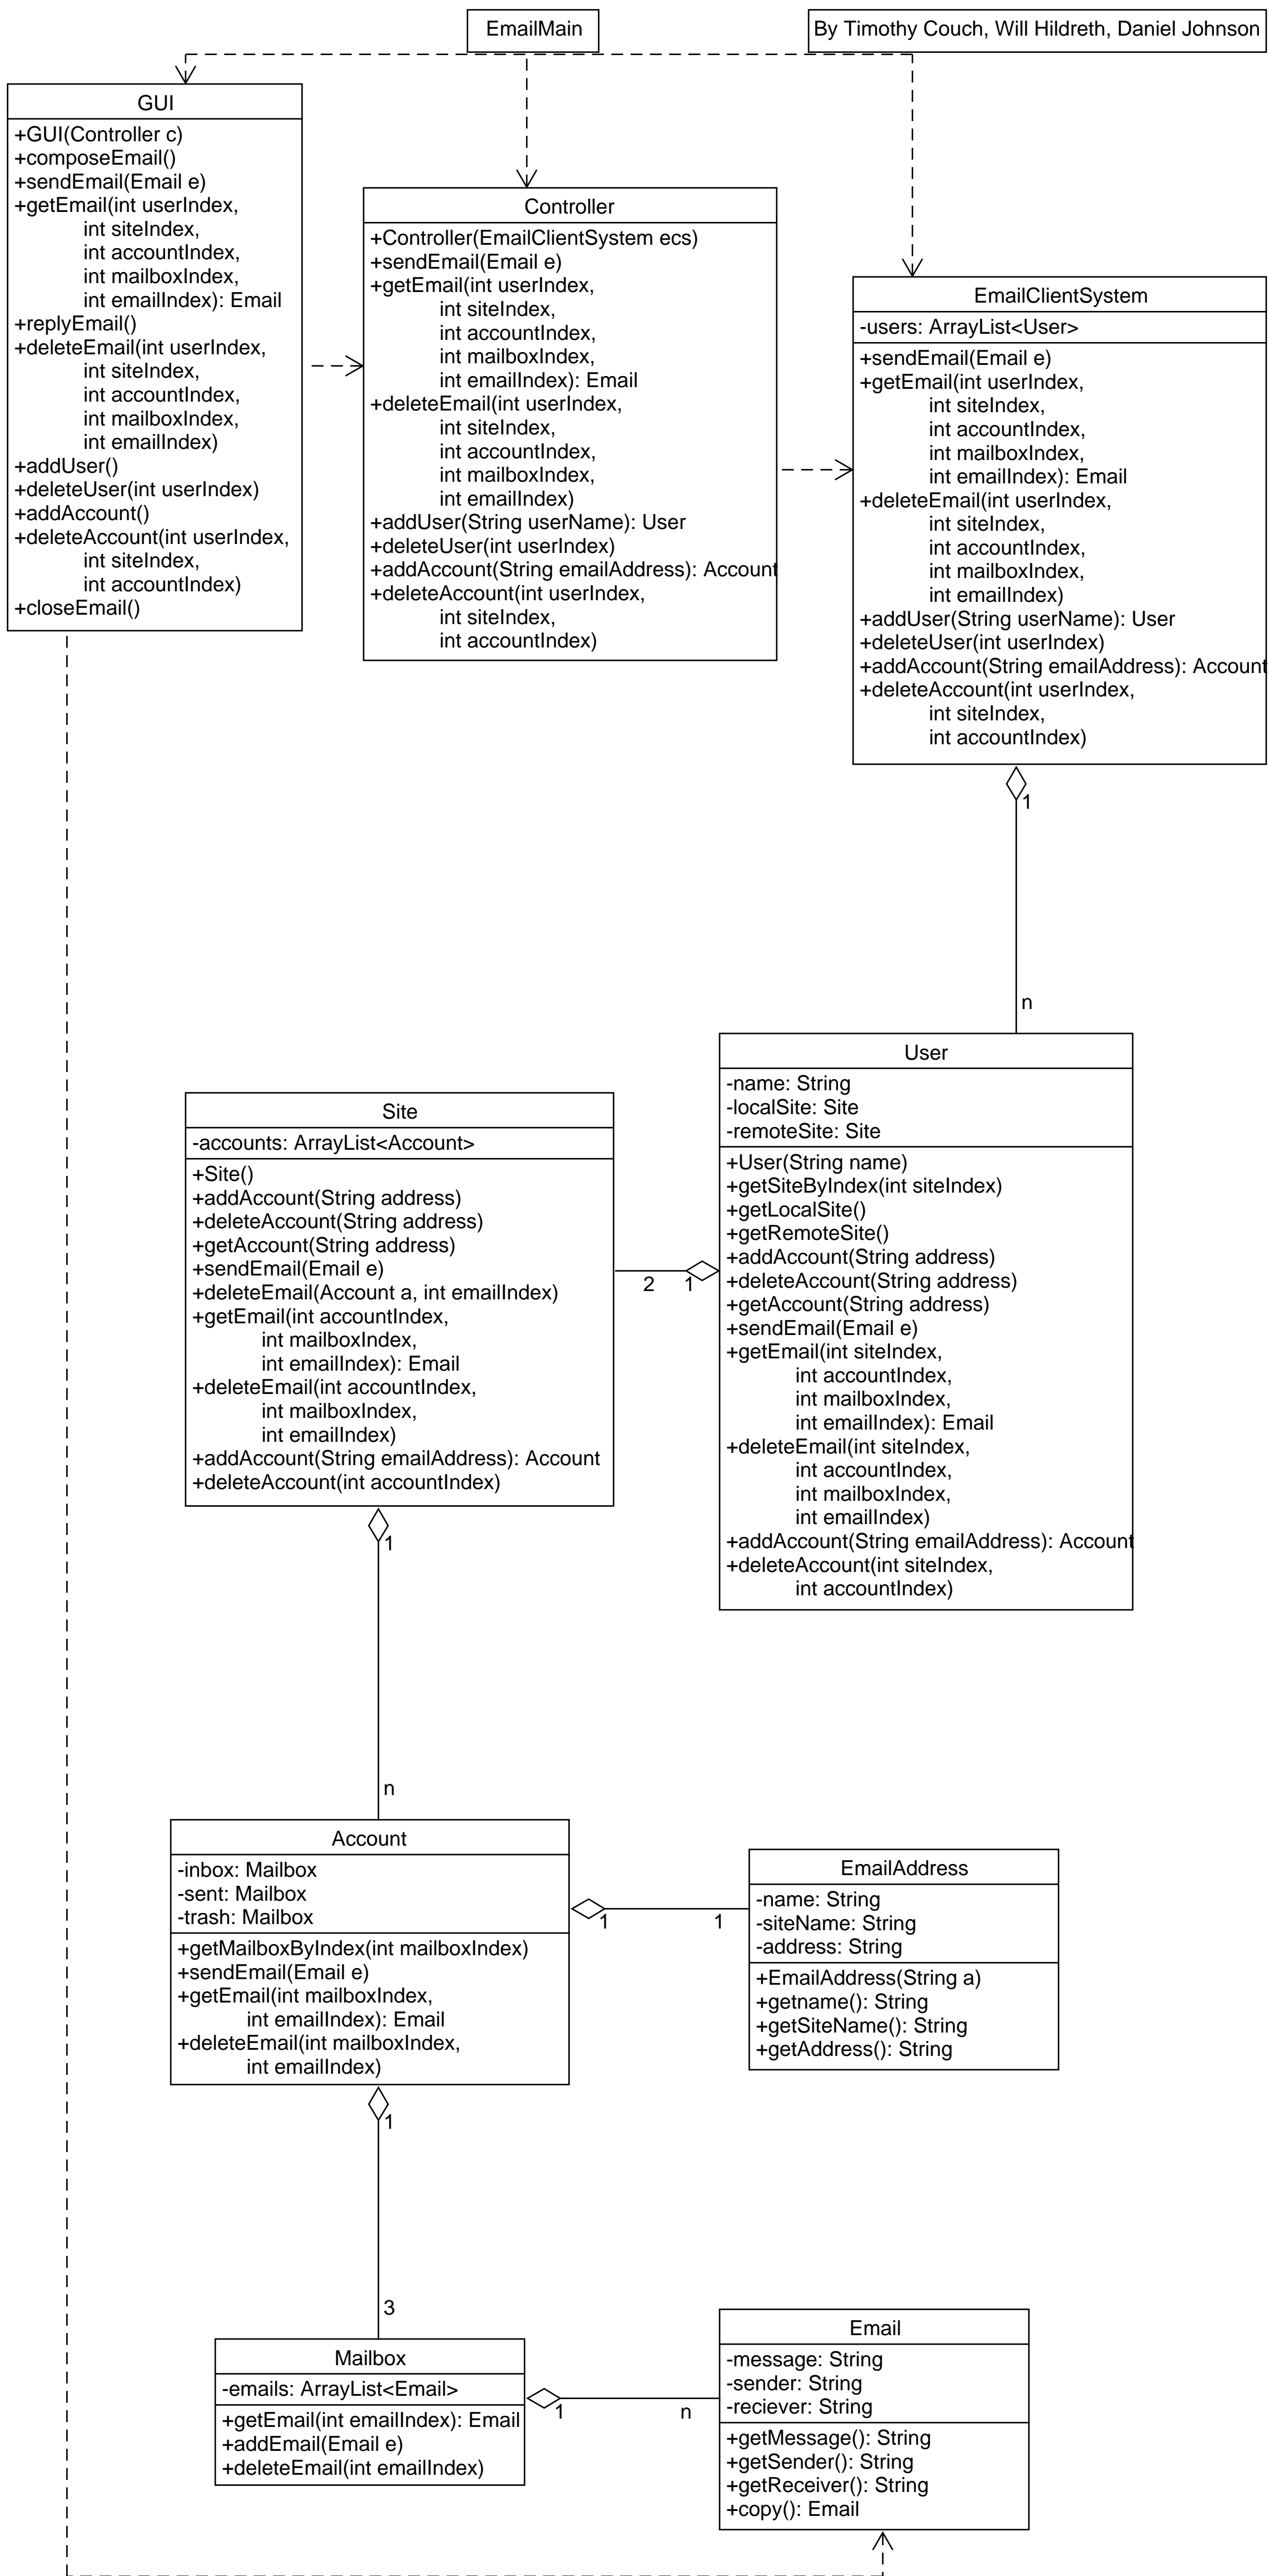 EmailMain
By Timothy Couch, Will Hildreth, Daniel Johnson
GUI
+GUI(Controller c)
+composeEmail()
+sendEmail(Email e)
+getEmail(int userIndex,
int siteIndex,
int accountIndex,
int mailboxIndex,
int emailIndex): Email
+replyEmail()
+deleteEmail(int userIndex,
int siteIndex,
int accountIndex,
int mailboxIndex,
int emailIndex)
+addUser()
+deleteUser(int userIndex)
+addAccount()
+deleteAccount(int userIndex,
int siteIndex,
int accountIndex)
+closeEmail()
Controller
+Controller(EmailClientSystem ecs)
+sendEmail(Email e)
+getEmail(int userIndex,
int siteIndex,
int accountIndex,
int mailboxIndex,
int emailIndex): Email
+deleteEmail(int userIndex,
int siteIndex,
int accountIndex,
int mailboxIndex,
int emailIndex)
+addUser(String userName): User
+deleteUser(int userIndex)
+addAccount(String emailAddress): Account
+deleteAccount(int userIndex,
int siteIndex,
int accountIndex)
EmailClientSystem
-users: ArrayList<User>
+sendEmail(Email e)
+getEmail(int userIndex,
int siteIndex,
int accountIndex,
int mailboxIndex,
int emailIndex): Email
+deleteEmail(int userIndex,
int siteIndex,
int accountIndex,
int mailboxIndex,
int emailIndex)
+addUser(String userName): User
+deleteUser(int userIndex)
+addAccount(String emailAddress): Account
+deleteAccount(int userIndex,
int siteIndex,
int accountIndex)
1
n
User
-name: String
-localSite: Site
-remoteSite: Site
+User(String name)
+getSiteByIndex(int siteIndex)
+getLocalSite()
+getRemoteSite()
+addAccount(String address)
+deleteAccount(String address)
+getAccount(String address)
+sendEmail(Email e)
+getEmail(int siteIndex,
int accountIndex,
int mailboxIndex,
int emailIndex): Email
+deleteEmail(int siteIndex,
int accountIndex,
int mailboxIndex,
int emailIndex)
+addAccount(String emailAddress): Account
+deleteAccount(int siteIndex,
int accountIndex)
2 1
Site
-accounts: ArrayList<Account>
+Site()
+addAccount(String address)
+deleteAccount(String address)
+getAccount(String address)
+sendEmail(Email e)
+deleteEmail(Account a, int emailIndex)
+getEmail(int accountIndex,
int mailboxIndex,
int emailIndex): Email
+deleteEmail(int accountIndex,
int mailboxIndex,
int emailIndex)
+addAccount(String emailAddress): Account
+deleteAccount(int accountIndex)
1
n
Account
-inbox: Mailbox
-sent: Mailbox
-trash: Mailbox
+getMailboxByIndex(int mailboxIndex)
+sendEmail(Email e)
+getEmail(int mailboxIndex,
int emailIndex): Email
+deleteEmail(int mailboxIndex,
int emailIndex)
1 1
EmailAddress
-name: String
-siteName: String
-address: String
+EmailAddress(String a)
+getname(): String
+getSiteName(): String
+getAddress(): String
1
3
Mailbox
-emails: ArrayList<Email>
+getEmail(int emailIndex): Email
+addEmail(Email e)
+deleteEmail(int emailIndex)
1 n
Email
-message: String
-sender: String
-reciever: String
+getMessage(): String
+getSender(): String
+getReceiver(): String
+copy(): Email